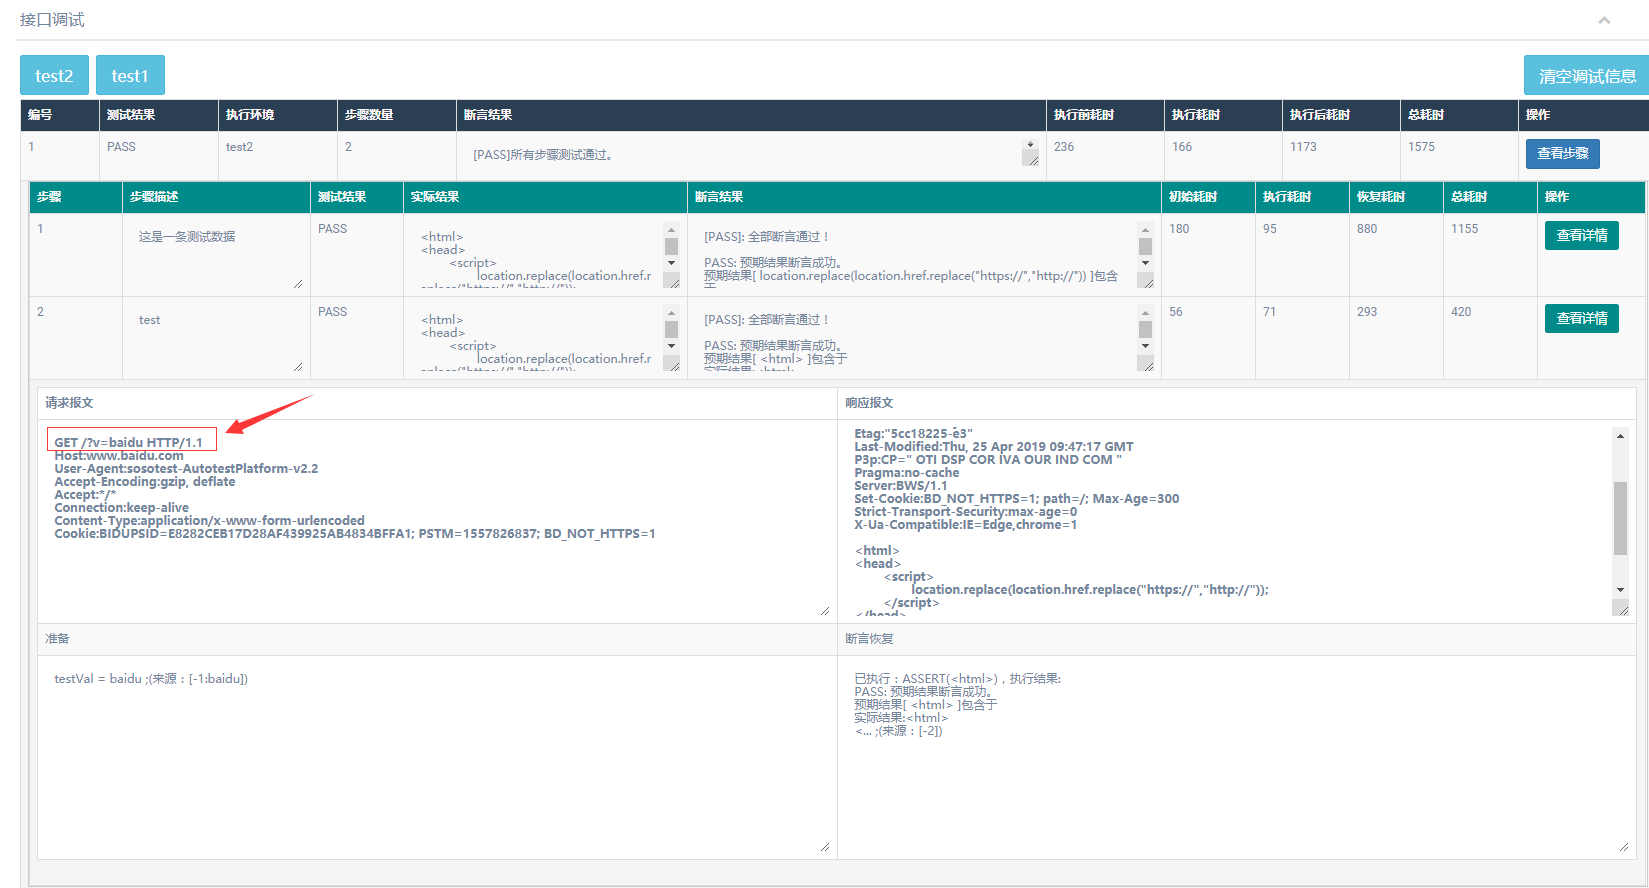 接口调试
test2 test1 清空调试信息
编号 测试结果 执行环境 步骤数量 断言结果 执行前耗时 执行耗时 执行后耗时 总耗时 操作
1 PASS test2 2 [PASS]所有步骤测试通过。 236 166 1173 1575 查看步骤
步骤 步骤描述 测试结果 实际结果 断言结果 初始耗时 执行耗时 恢复耗时 总耗时 操作
1 这是一条测试数据 PASS 180 95 880 1155 查看详情
<html>
<head>
<script>
location.replace(location.href.r
eplace("https://","http://"));
[PASS]: 全部断言通过！
PASS: 预期结果断言成功。
预期结果[ location.replace(location.href.replace("https://","http://")) ]包含
于
2 test PASS 56 71 293 420 查看详情
<html>
<head>
<script>
location.replace(location.href.r
eplace("https://","http://"));
[PASS]: 全部断言通过！
PASS: 预期结果断言成功。
预期结果[ <html> ]包含于
实际结果:<html>
请求报文
GET /?v=baidu HTTP/1.1
Host:www.baidu.com
User-Agent:sosotest-AutotestPlatform-v2.2
Accept-Encoding:gzip, deflate
Accept:*/*
Connection:keep-alive
Content-Type:application/x-www-form-urlencoded
Cookie:BIDUPSID=E8282CEB17D28AF439925AB4834BFFA1; PSTM=1557826837; BD_NOT_HTTPS=1
响应报文
Etag:"5cc18225-e3"
Last-Modified:Thu, 25 Apr 2019 09:47:17 GMT
P3p:CP=" OTI DSP COR IVA OUR IND COM "
Pragma:no-cache
Server:BWS/1.1
Set-Cookie:BD_NOT_HTTPS=1; path=/; Max-Age=300
Strict-Transport-Security:max-age=0
X-Ua-Compatible:IE=Edge,chrome=1
<html>
<head>
<script>
location.replace(location.href.replace("https://","http://"));
</script>
</head>
准备
testVal = baidu ;(来源：[-1:baidu])
断言恢复
已执行：ASSERT(<html>)，执行结果:
PASS: 预期结果断言成功。
预期结果[ <html> ]包含于
实际结果:<html>
<... ;(来源：[-2])